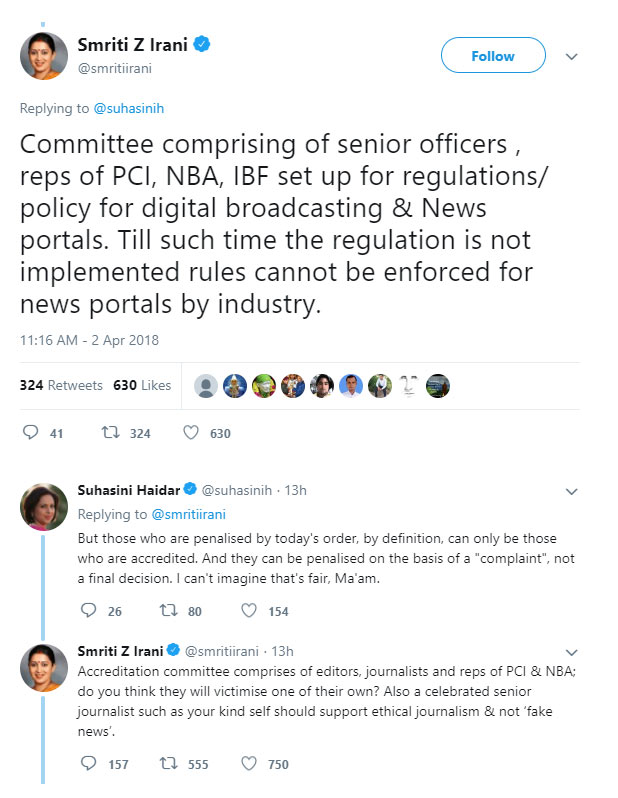 Smriti Z Irani
@smritiirani
Follow
Replying to @suhasinih
Committee comprising of senior officers ,
reps of PCI, NBA, IBF set up for regulations/
policy for digital broadcasting & News
portals. Till such time the regulation is not
implemented rules cannot be enforced for
news portals by industry.
11:16 AM - 2 Apr 2018
324 Retweets 630 Likes
41 324 630
Suhasini Haidar @suhasinih · 13h
Replying to @smritiirani
But those who are penalised by today's order, by definition, can only be those
who are accredited. And they can be penalised on the basis of a "complaint", not
a final decision. I can't imagine that's fair, Ma'am.
26 80 154
Smriti Z Irani @smritiirani · 13h
Accreditation committee comprises of editors, journalists and reps of PCI & NBA;
do you think they will victimise one of their own? Also a celebrated senior
journalist such as your kind self should support ethical journalism & not ‘fake
news’.
157 555 750